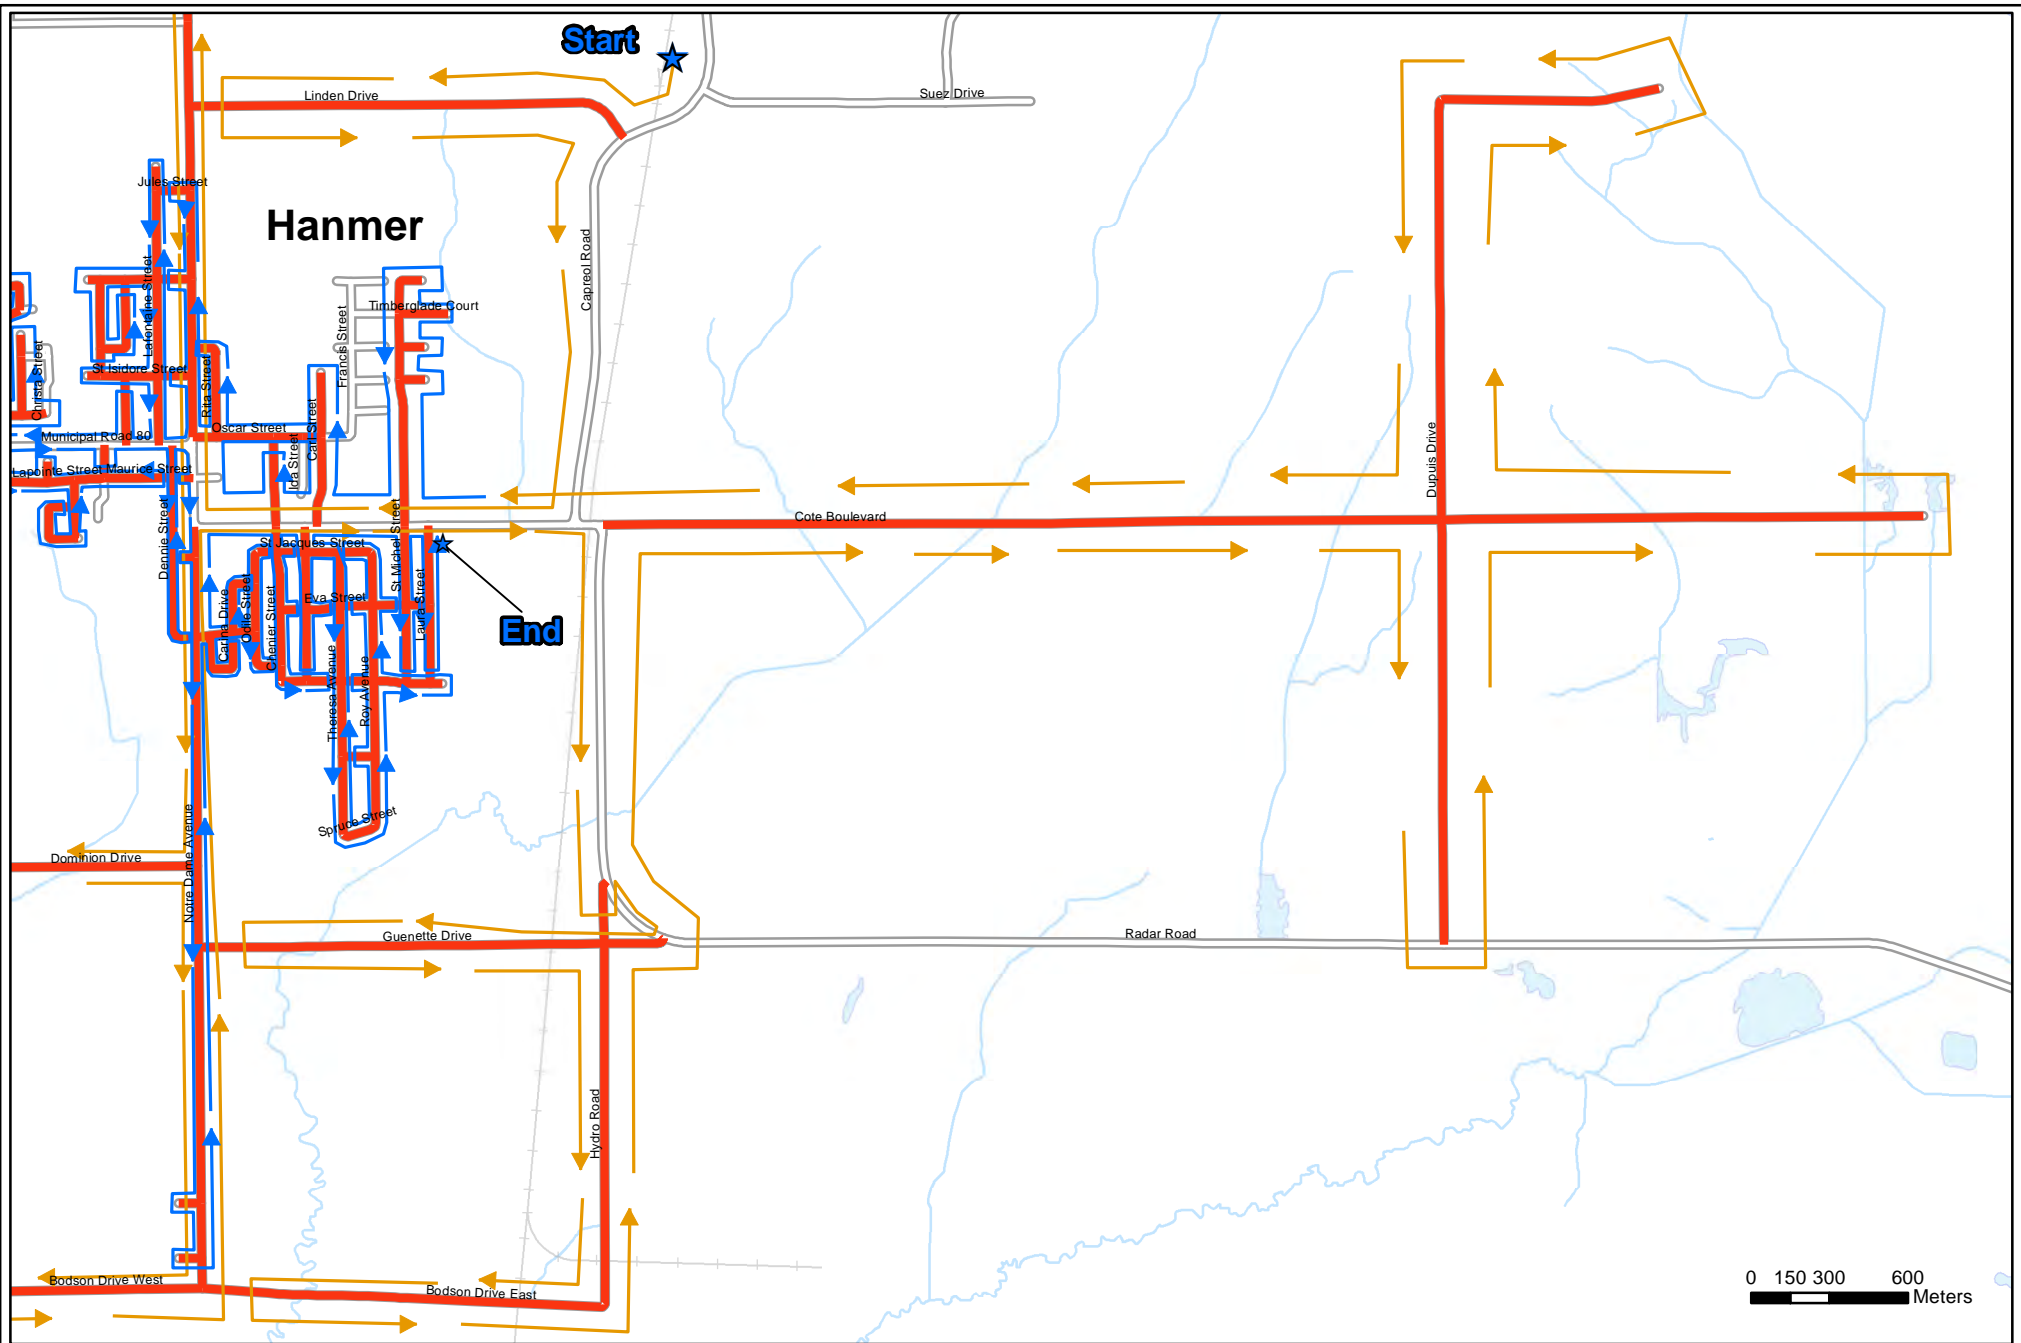 Start
Linden Drive
Suez Drive
Jules Street
Hanmer
Capreol Road
Lafontaine Street
Timberglade Court
Francis Street
Christa Street
St Isidore Street
Rita Street
Oscar Street
Carl Street
Municipal Road 80
Ida Street
Lapointe Street
Maurice Street
Dupuis Drive
Cote Boulevard
Dennie Street
St Jacques Street
St Michel Street
Eva Street
Laura Street
Carina Drive
Odile Street
Chenier Street
End
Theresa Avenue
Roy Avenue
Spruce Street
Notre Dame Avenue
Dominion Drive
Guenette Drive
Radar Road
Hydro Road
Bodson Drive West
Bodson Drive East
0 150 300 600
Meters